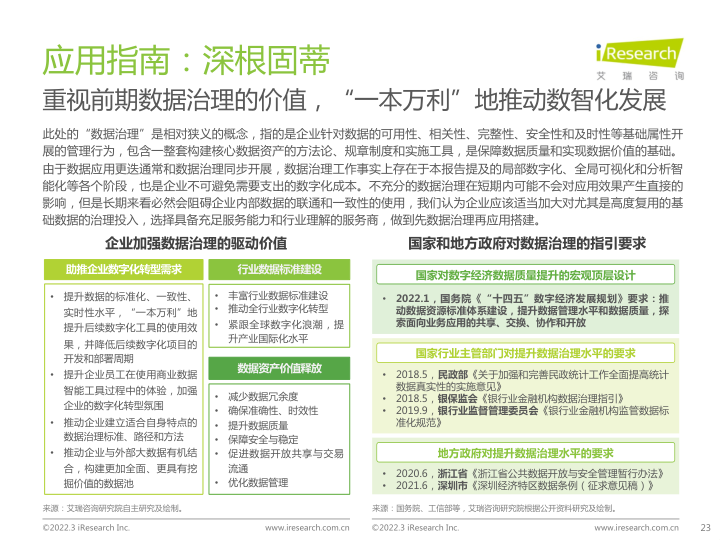 应用指南：深根固蒂
iResearch
艾 瑞 咨 询
重视前期数据治理的价值，“一本万利”地推动数智化发展
此处的“数据治理”是相对狭义的概念，指的是企业针对数据的可用性、相关性、完整性、安全性和及时性等基础属性开
展的管理行为，包含一整套构建核心数据资产的方法论、规章制度和实施工具，是保障数据质量和实现数据价值的基础。
由于数据应用更迭通常和数据治理同步开展，数据治理工作事实上存在于本报告提及的局部数字化、全局可视化和分析智
能化等各个阶段，也是企业不可避免需要支出的数字化成本。不充分的数据治理在短期内可能不会对应用效果产生直接的
影响，但是长期来看必然会阻碍企业内部数据的联通和一致性的使用，我们认为企业应该适当加大对尤其是高度复用的基
础数据的治理投入，选择具备充足服务能力和行业理解的服务商，做到先数据治理再应用搭建。
企业加强数据治理的驱动价值
助推企业数字化转型需求
• 提升数据的标准化、一致性、
实时性水平，“一本万利”地
提升后续数字化工具的使用效
果，并降低后续数字化项目的
开发和部署周期
• 提升企业员工在使用商业数据
智能工具过程中的体验，加强
企业的数字化转型氛围
• 推动企业建立适合自身特点的
数据治理标准、路径和方法
• 推动企业与外部大数据有机结
合，构建更加全面、更具有挖
掘价值的数据池
行业数据标准建设
• 丰富行业数据标准建设
• 推动全行业数字化转型
• 紧跟全球数字化浪潮，提
升产业国际化水平
数据资产价值释放
• 减少数据冗余度
• 确保准确性、时效性
• 提升数据质量
• 保障安全与稳定
• 促进数据开放共享与交易
流通
• 优化数据管理
国家和地方政府对数据治理的指引要求
国家对数字经济数据质量提升的宏观顶层设计
• 2022.1，国务院《“十四五”数字经济发展规划》要求：推
动数据资源标准体系建设，提升数据管理水平和数据质量，探
索面向业务应用的共享、交换、协作和开放
国家行业主管部门对提升数据治理水平的要求
• 2018.5，民政部《关于加强和完善民政统计工作全面提高统计
数据真实性的实施意见》
• 2018.5，银保监会《银行业金融机构数据治理指引》
• 2019.9，银行业监督管理委员会《银行业金融机构监管数据标
准化规范》
地方政府对提升数据治理水平的要求
• 2020.6，浙江省《浙江省公共数据开放与安全管理暂行办法》
• 2021.6，深圳市《深圳经济特区数据条例（征求意见稿）》
来源：艾瑞咨询研究院自主研究及绘制。
来源：国务院、工信部等，艾瑞咨询研究院根据公开资料研究及绘制。
©2022.3 iResearch Inc.
www.iresearch.com.cn
©2022.3 iResearch Inc.
www.iresearch.com.cn
23